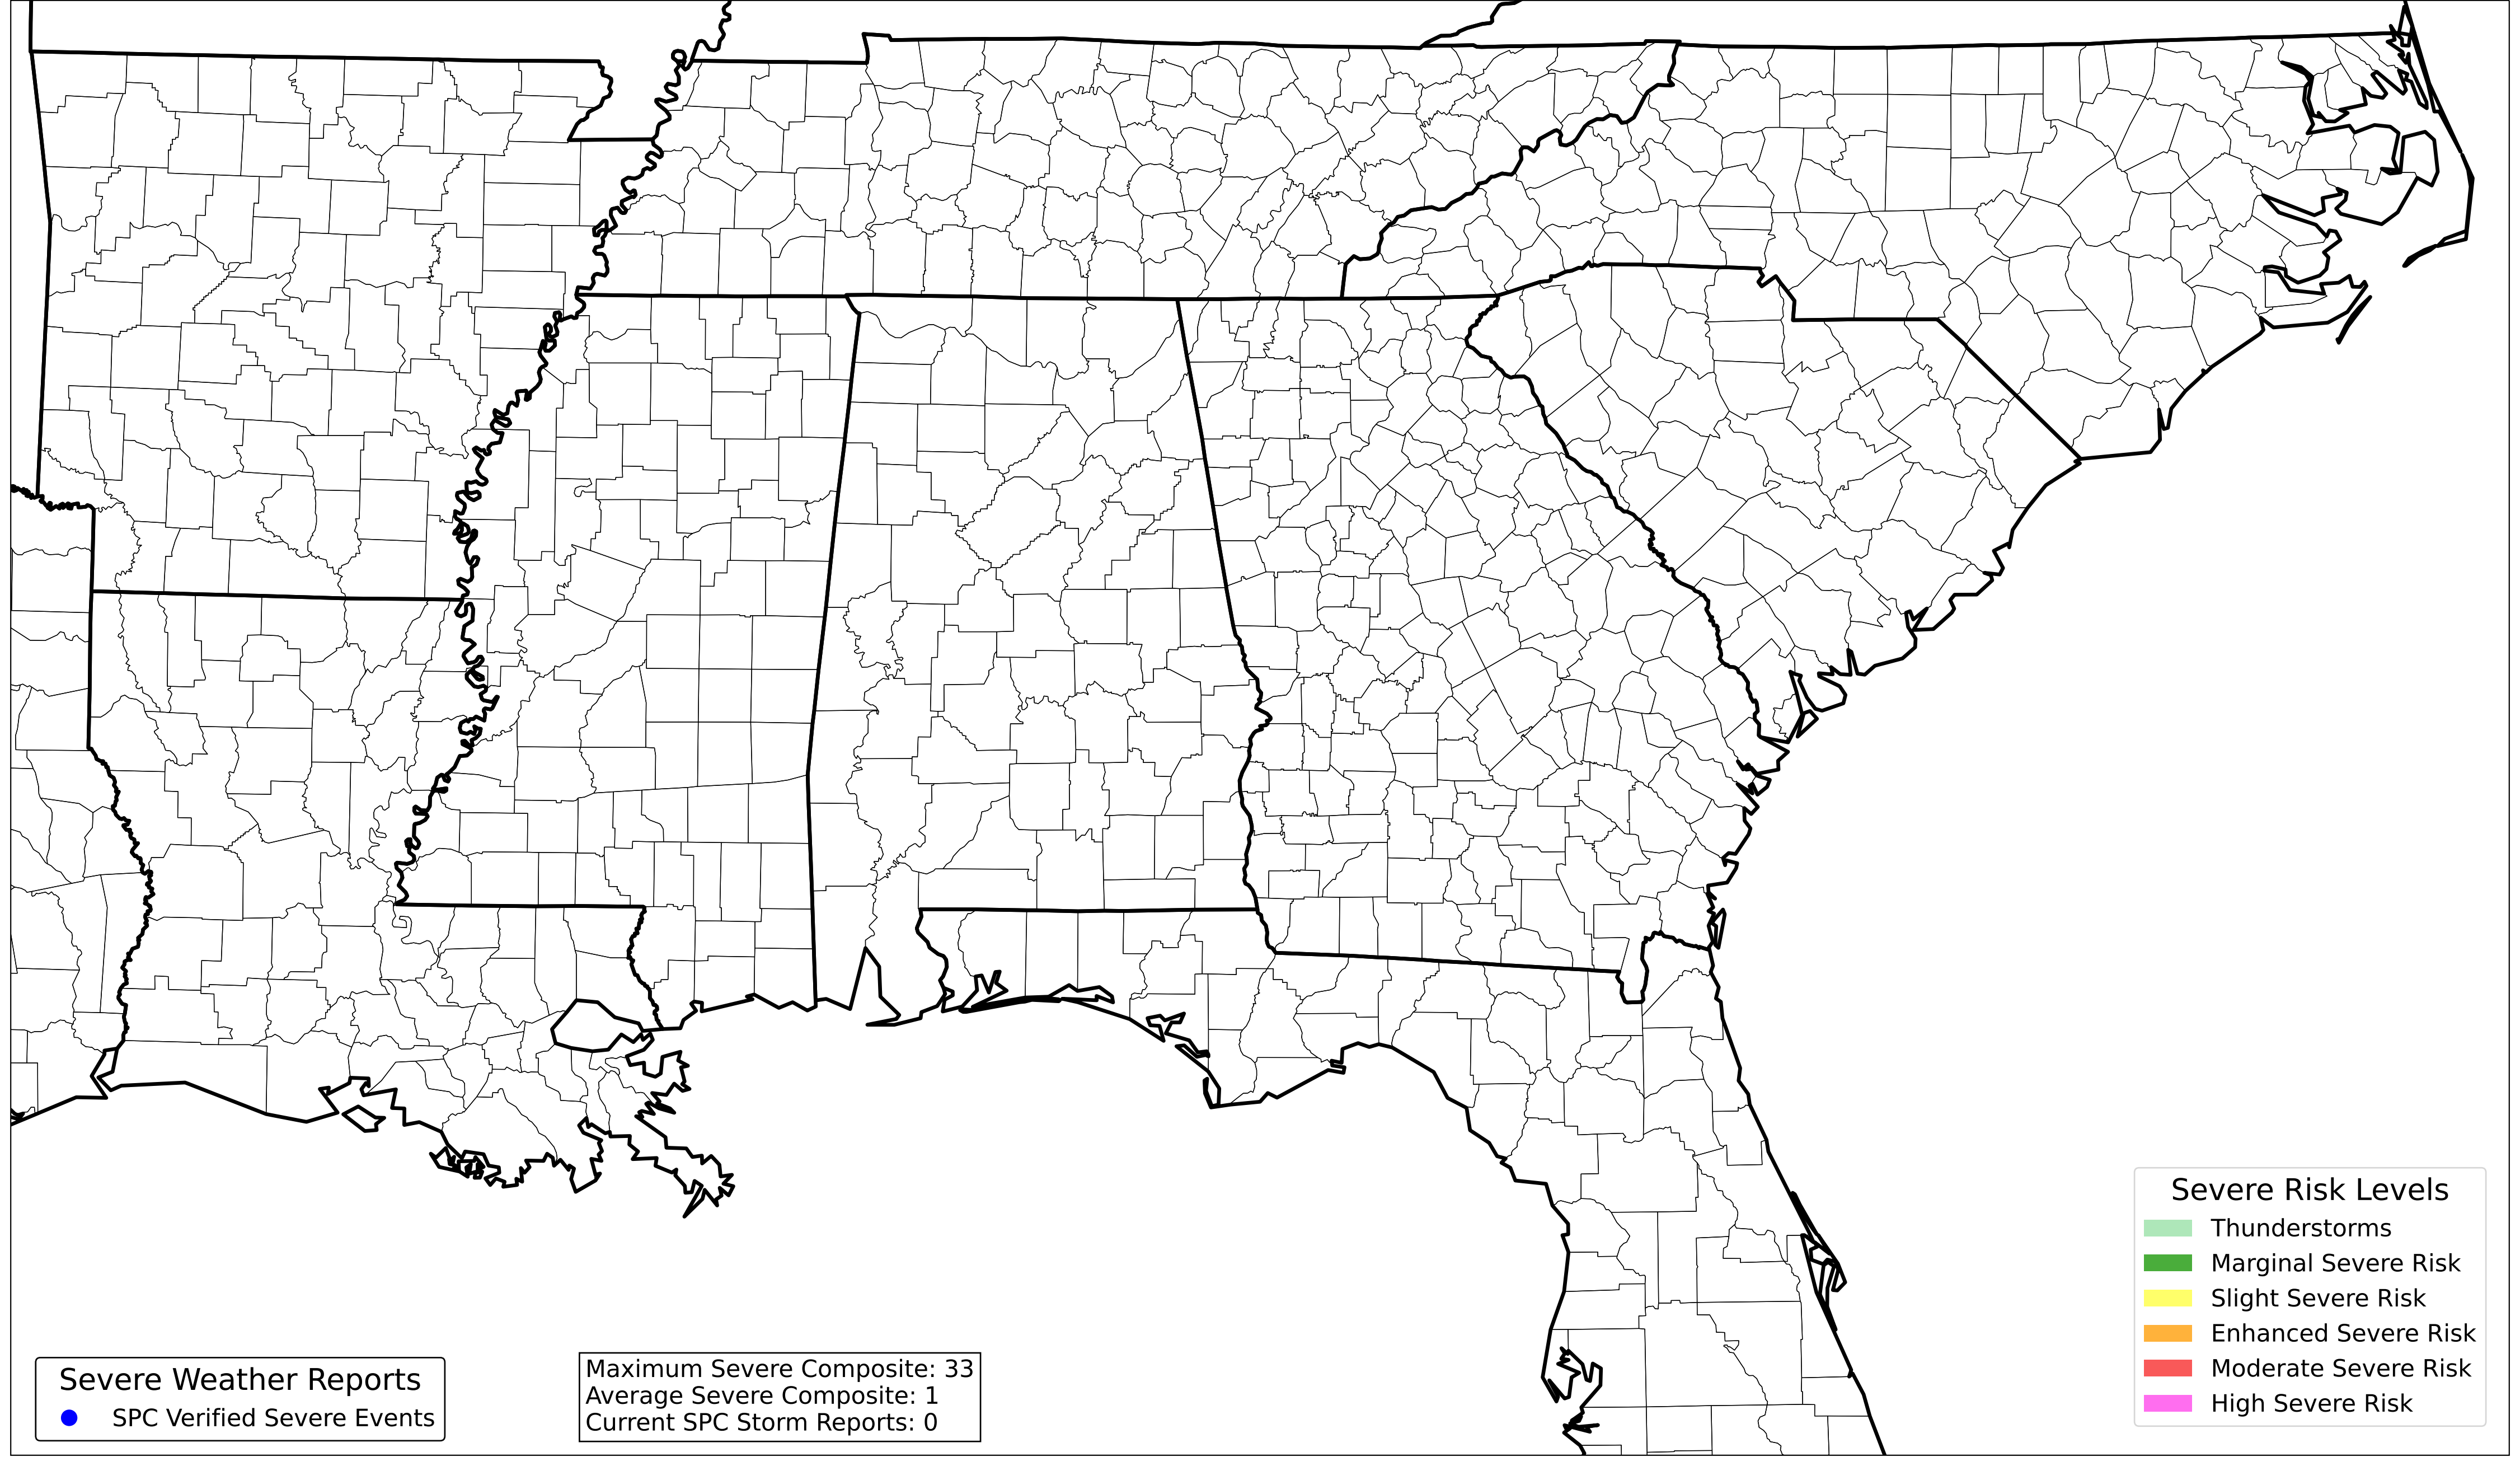 Severe Risk Levels
Thunderstorms
Marginal Severe Risk
Slight Severe Risk
Enhanced Severe Risk
Moderate Severe Risk
High Severe Risk
Severe Weather Reports
SPC Verified Severe Events
Maximum Severe Composite: 33
Average Severe Composite: 1
Current SPC Storm Reports: 0